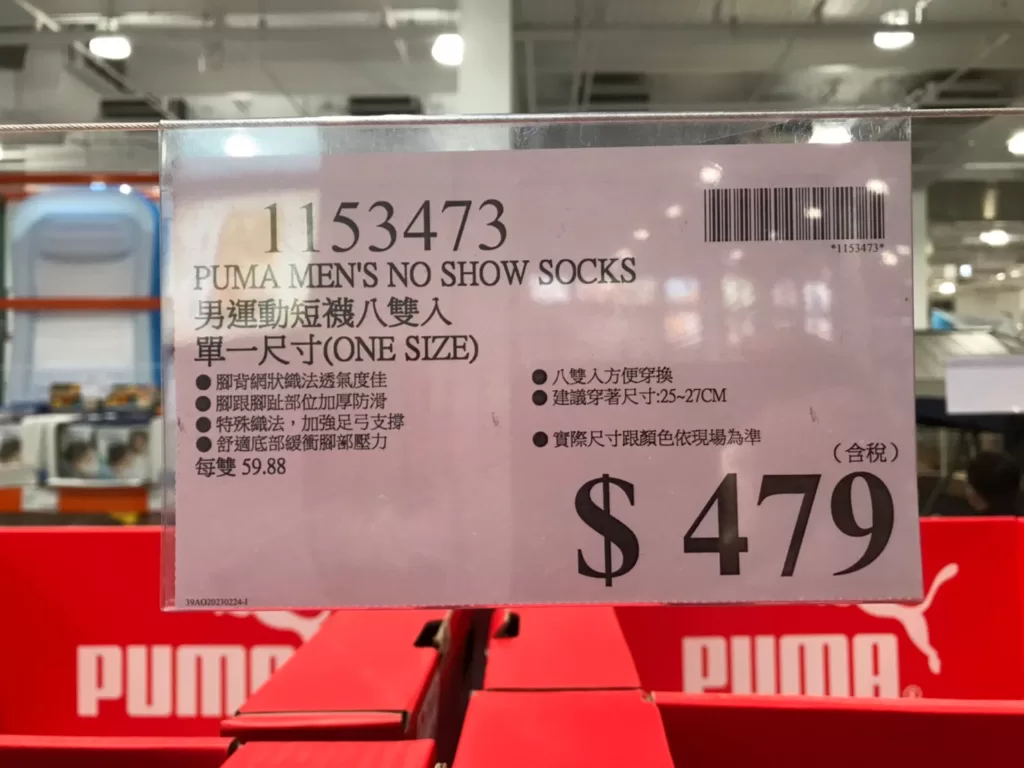 1153473
*1153473*
PUMA MEN'S NO SHOW SOCKS
男運動短襪八雙入
單一尺寸(ONE SIZE)
●腳背網狀織法透氣度佳
●腳跟腳趾部位加厚防滑
●特殊織法，加強足弓支撐
●舒適底部緩衝腳部壓力
每雙 59.88
●八雙入方便穿換
●建議穿著尺寸:25~27CM
●實際尺寸跟顏色依現場為準
（含稅）
$ 479
39AO20230224-1
PUMA
PUMA